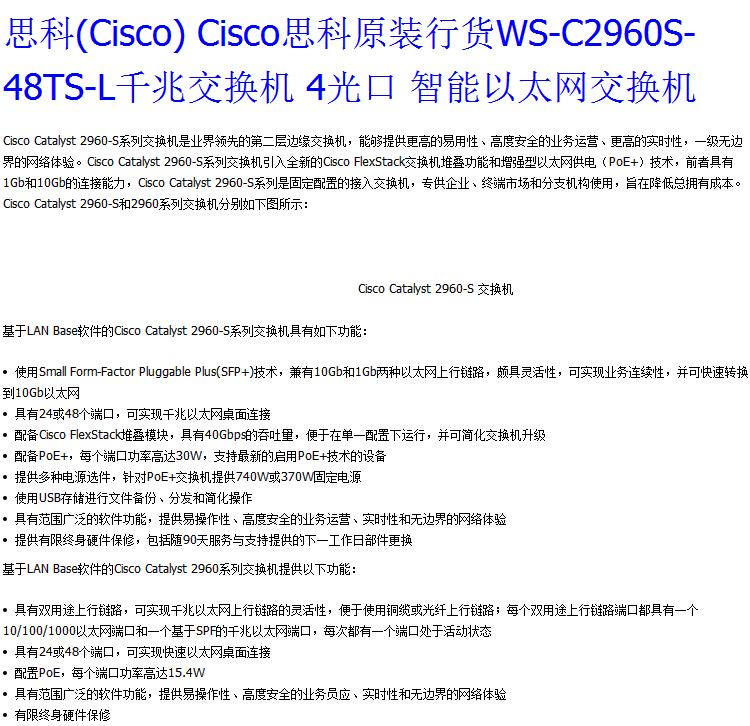 思科(Cisco) Cisco思科原装行货WS-C2960S-
48TS-L千兆交换机 4光口 智能以太网交换机
Cisco Catalyst 2960-S系列交换机是业界领先的第二层边缘交换机，能够提供更高的易用性、高度安全的业务运营、更高的实时性，一级无边
界的网络体验。Cisco Catalyst 2960-S系列交换机引入全新的Cisco FlexStack交换机堆叠功能和增强型以太网供电（PoE+）技术，前者具有
1Gb和10Gb的连接能力，Cisco Catalyst 2960-S系列是固定配置的接入交换机，专供企业、终端市场和分支机构使用，旨在降低总拥有成本。
Cisco Catalyst 2960-S和2960系列交换机分别如下图所示：
Cisco Catalyst 2960-S 交换机
基于LAN Base软件的Cisco Catalyst 2960-S系列交换机具有如下功能：
• 使用Small Form-Factor Pluggable Plus(SFP+)技术，兼有10Gb和1Gb两种以太网上行链路，颇具灵活性，可实现业务连续性，并可快速转换
到10Gb以太网
• 具有24或48个端口，可实现千兆以太网桌面连接
• 配备Cisco FlexStack堆叠模块，具有40Gbps的吞吐量，便于在单一配置下运行，并可简化交换机升级
• 配备PoE+，每个端口功率高达30W，支持最新的启用PoE+技术的设备
• 提供多种电源选件，针对PoE+交换机提供740W或370W固定电源
• 使用USB存储进行文件备份、分发和简化操作
• 具有范围广泛的软件功能，提供易操作性、高度安全的业务运营、实时性和无边界的网络体验
• 提供有限终身硬件保修，包括随90天服务与支持提供的下一工作日部件更换
基于LAN Base软件的Cisco Catalyst 2960系列交换机提供以下功能：
• 具有双用途上行链路，可实现千兆以太网上行链路的灵活性，便于使用铜缆或光纤上行链路；每个双用途上行链路端口都具有一个
10/100/1000以太网端口和一个基于SPF的千兆以太网端口，每次都有一个端口处于活动状态
• 具有24或48个端口，可实现快速以太网桌面连接
• 配置PoE，每个端口功率高达15.4W
• 具有范围广泛的软件功能，提供易操作性、高度安全的业务员应、实时性和无边界的网络体验
• 有限终身硬件保修